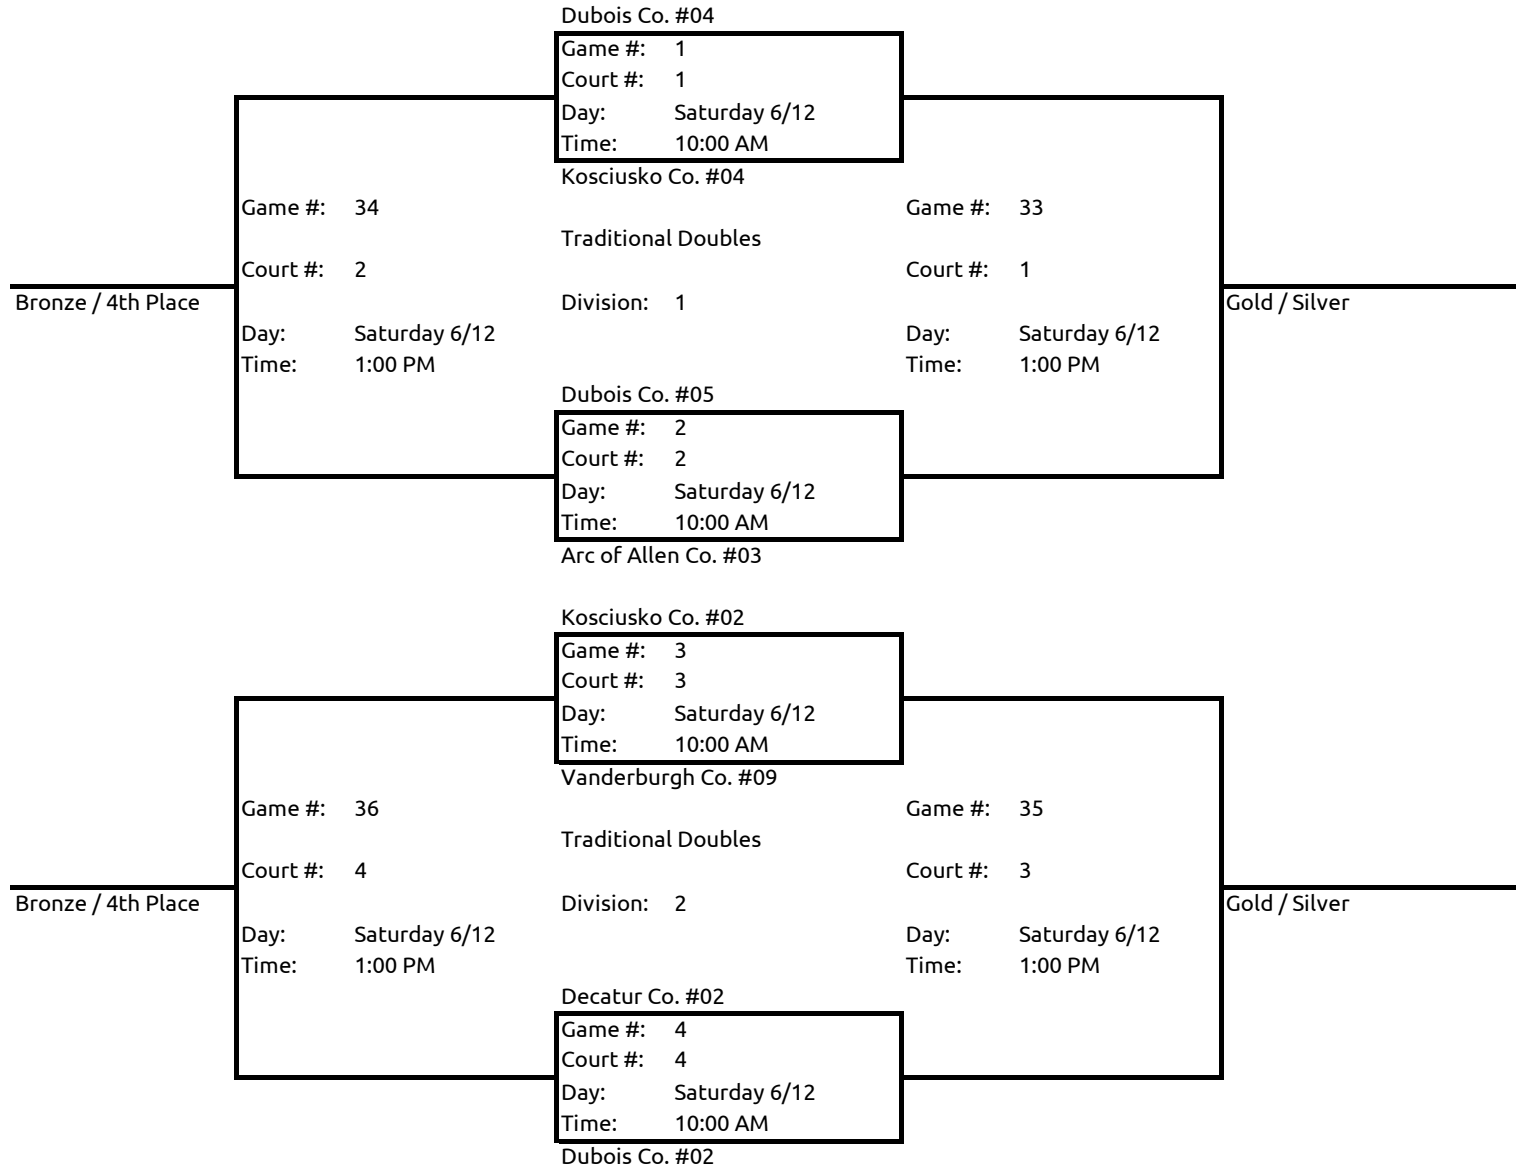 Dubois Co. #04
Game #: 1
Court #: 1
Day: Saturday 6/12
Time: 10:00 AM
Kosciusko Co. #04
Game #: 34 Game #: 33
Traditional Doubles
Court #: 2 Court #: 1
Bronze / 4th Place Division: 1 Gold / Silver
Day: Saturday 6/12 Day: Saturday 6/12
Time: 1:00 PM Time: 1:00 PM
Dubois Co. #05
Game #: 2
Court #: 2
Day: Saturday 6/12
Time: 10:00 AM
Arc of Allen Co. #03
Kosciusko Co. #02
Game #: 3
Court #: 3
Day: Saturday 6/12
Time: 10:00 AM
Vanderburgh Co. #09
Game #: 36 Game #: 35
Traditional Doubles
Court #: 4 Court #: 3
Bronze / 4th Place Division: 2 Gold / Silver
Day: Saturday 6/12 Day: Saturday 6/12
Time: 1:00 PM Time: 1:00 PM
Decatur Co. #02
Game #: 4
Court #: 4
Day: Saturday 6/12
Time: 10:00 AM
Dubois Co. #02